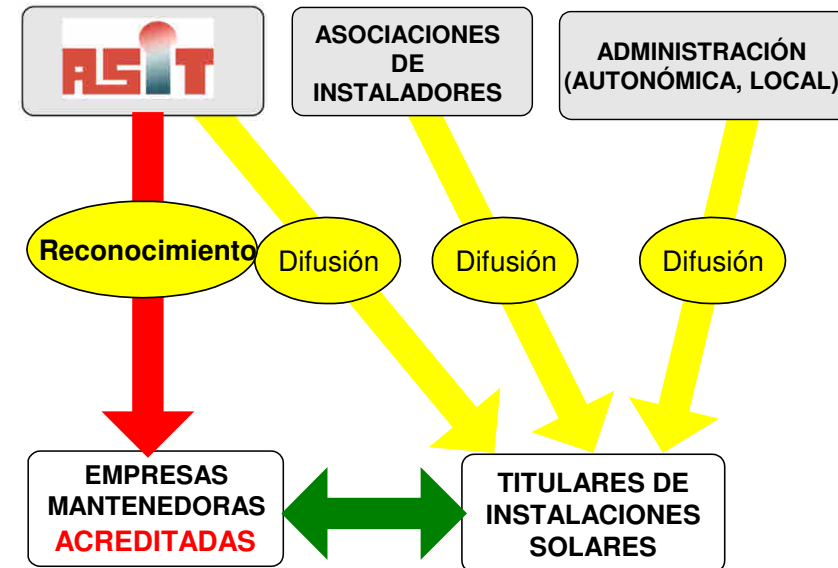 ASIT
ASOCIACIONES
DE
INSTALADORES
ADMINISTRACIÓN
(AUTONÓMICA, LOCAL)
Reconocimiento
Difusión
Difusión
Difusión
EMPRESAS
MANTENEDORAS
ACREDITADAS
TITULARES DE
INSTALACIONES
SOLARES